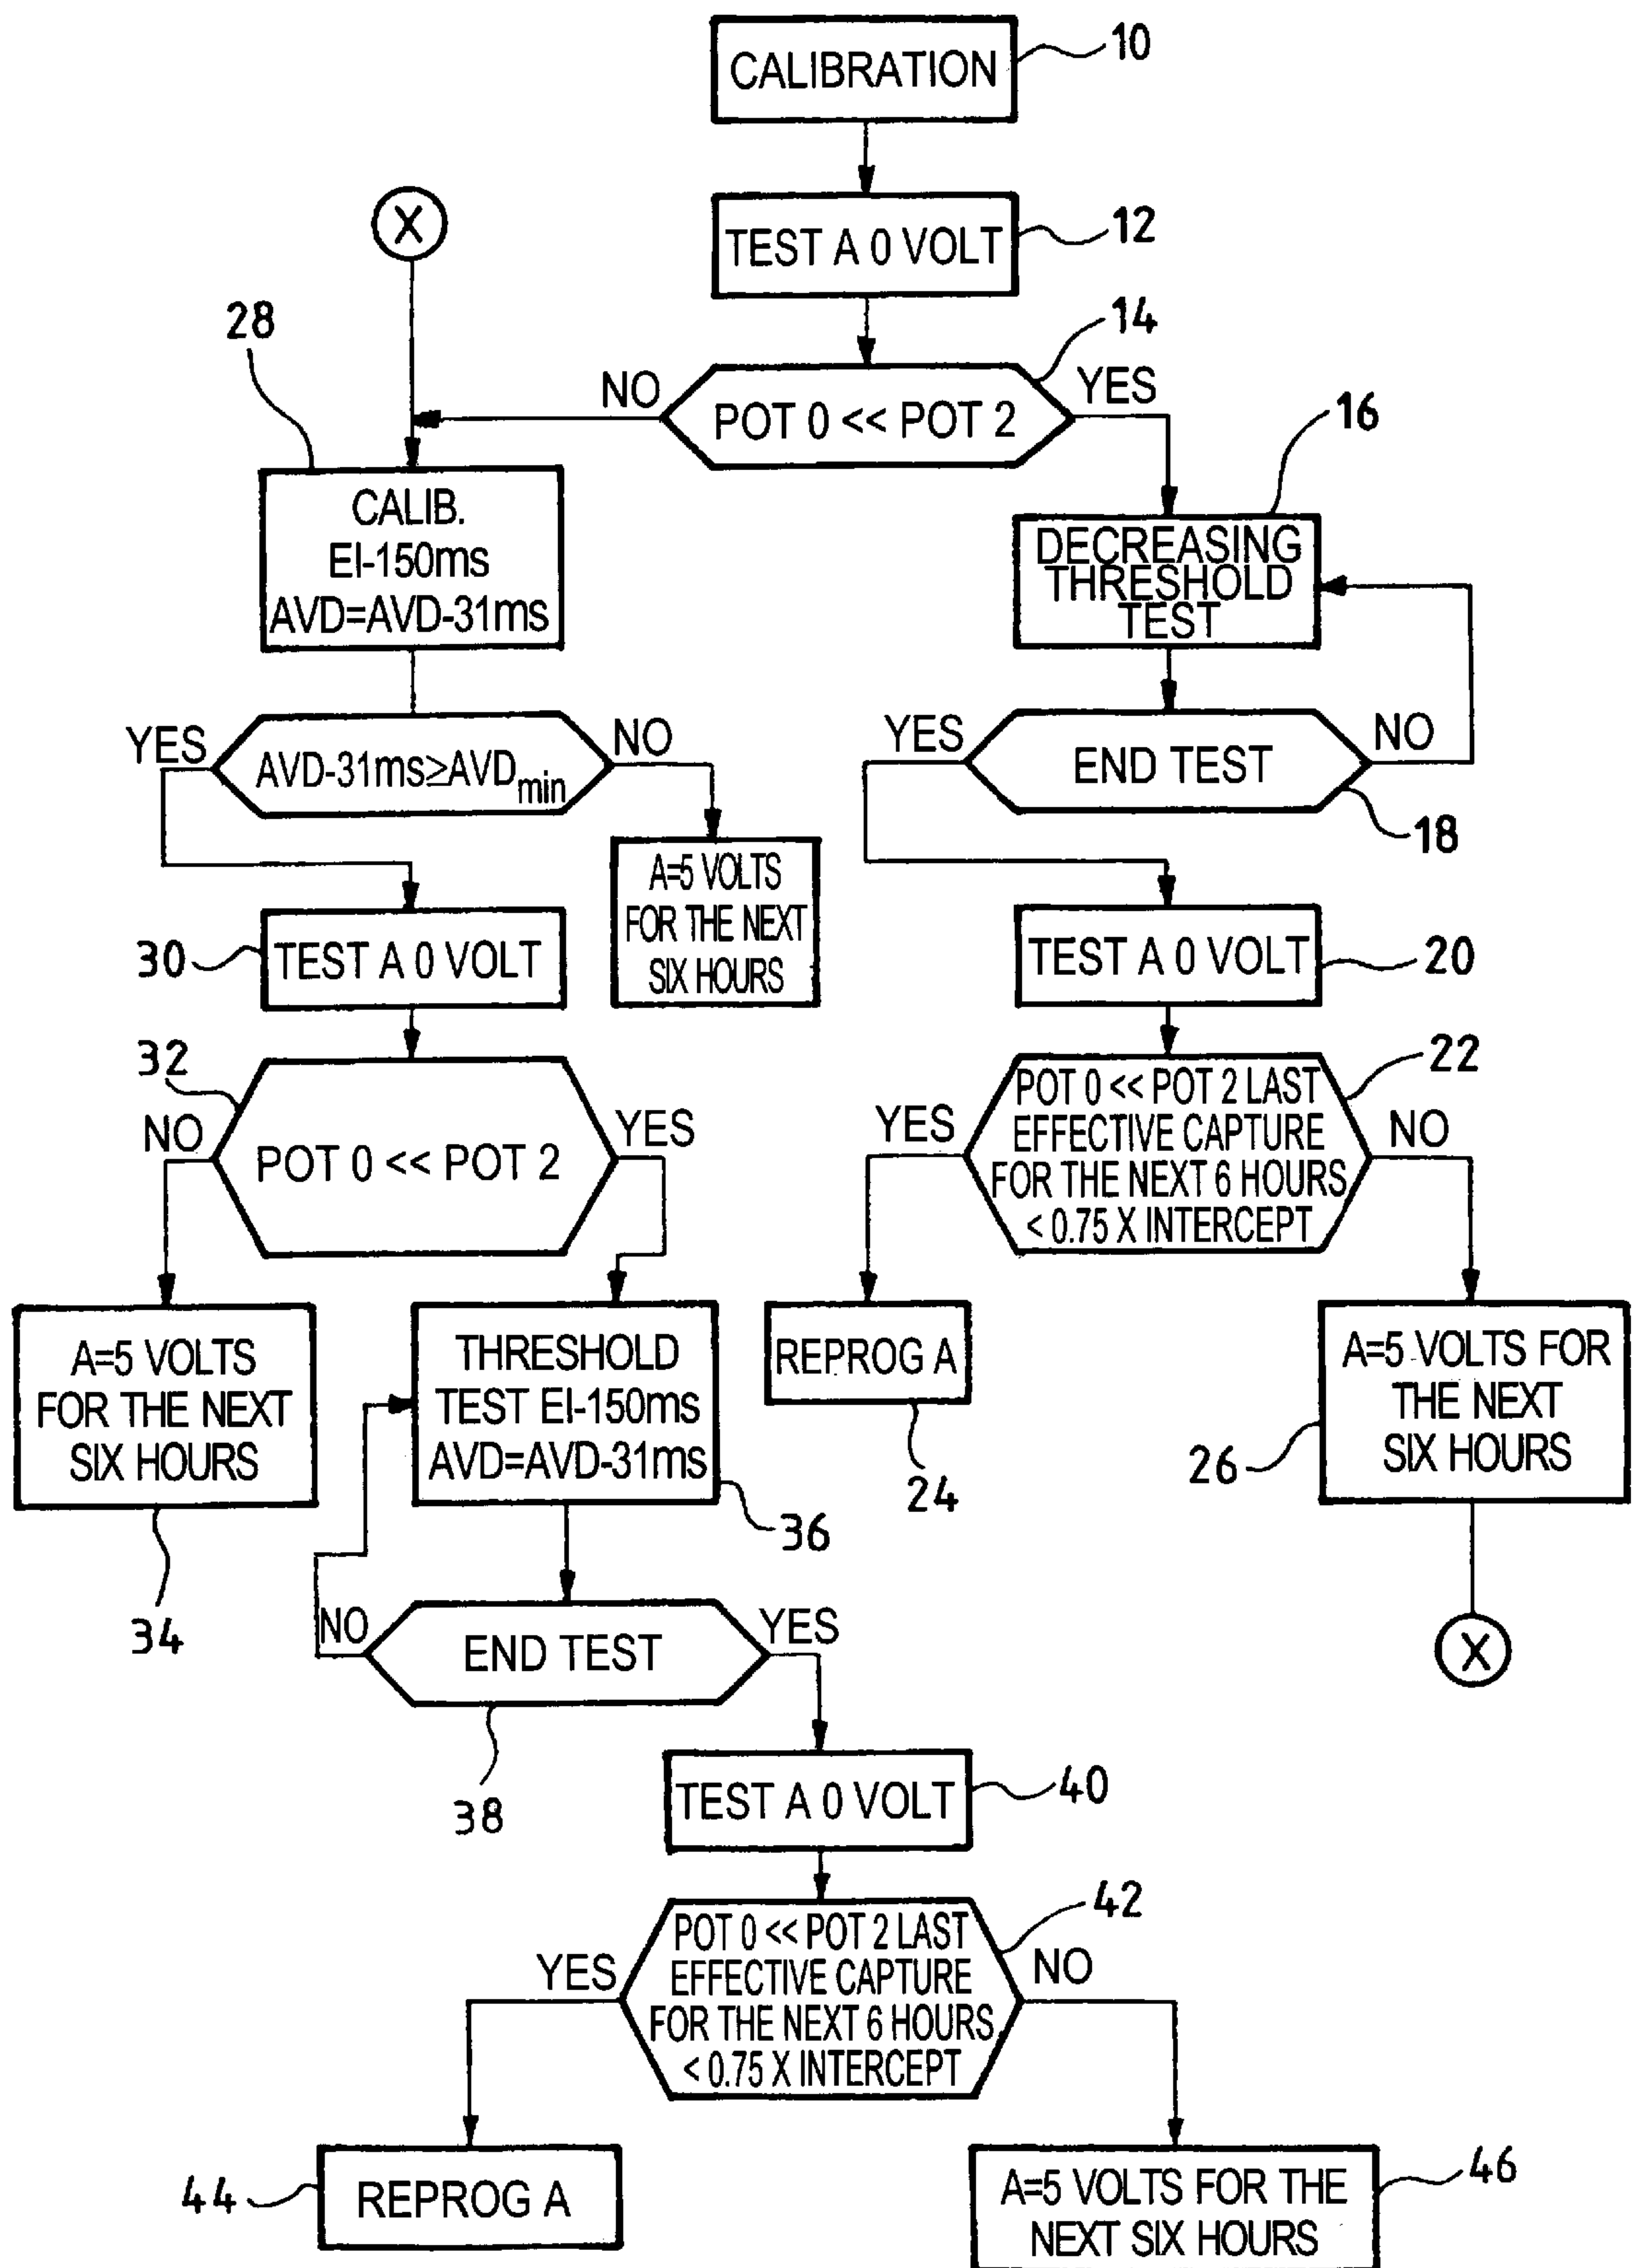 CALIBRATION
10
TEST A 0 VOLT
12
X
28
14
NO
POT 0 << POT 2
YES
16
CALIB.
EI-150ms
AVD=AVD-31ms
DECREASING
THRESHOLD
TEST
YES
AVD-31ms≥AVDmin
NO
YES
END TEST
NO
18
A=5 VOLTS
FOR THE NEXT
SIX HOURS
30
TEST A 0 VOLT
TEST A 0 VOLT
20
32
NO
POT 0 << POT 2
YES
22
YES
POT 0 << POT 2 LAST
EFFECTIVE CAPTURE
FOR THE NEXT 6 HOURS
< 0.75 X INTERCEPT
NO
A=5 VOLTS
FOR THE NEXT
SIX HOURS
34
THRESHOLD
TEST EI-150ms
AVD=AVD-31ms
36
REPROG A
24
A=5 VOLTS FOR
THE NEXT
SIX HOURS
26
X
NO
END TEST
YES
38
TEST A 0 VOLT
40
42
YES
POT 0 << POT 2 LAST
EFFECTIVE CAPTURE
FOR THE NEXT 6 HOURS
< 0.75 X INTERCEPT
NO
44
REPROG A
A=5 VOLTS FOR THE
NEXT SIX HOURS
46